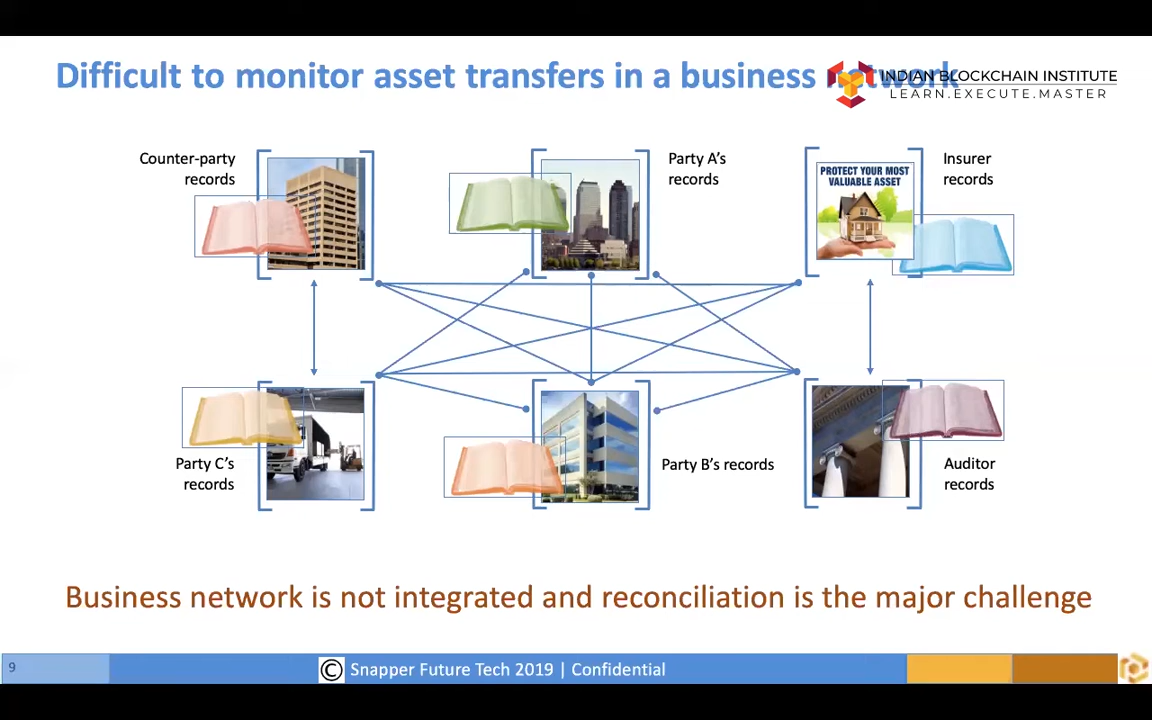 Difficult to monitor asset transfers in a business network
INDIAN BLOCKCHAIN INSTITUTE
LEARN.EXECUTE.MASTER
Counter-party
records
Party A's
records
PROTECT YOUR MOST
VALUABLE ASSET
Insurer
records
Party C's
records
Party B's records
Auditor
records
Business network is not integrated and reconciliation is the major challenge
9
© Snapper Future Tech 2019 | Confidential